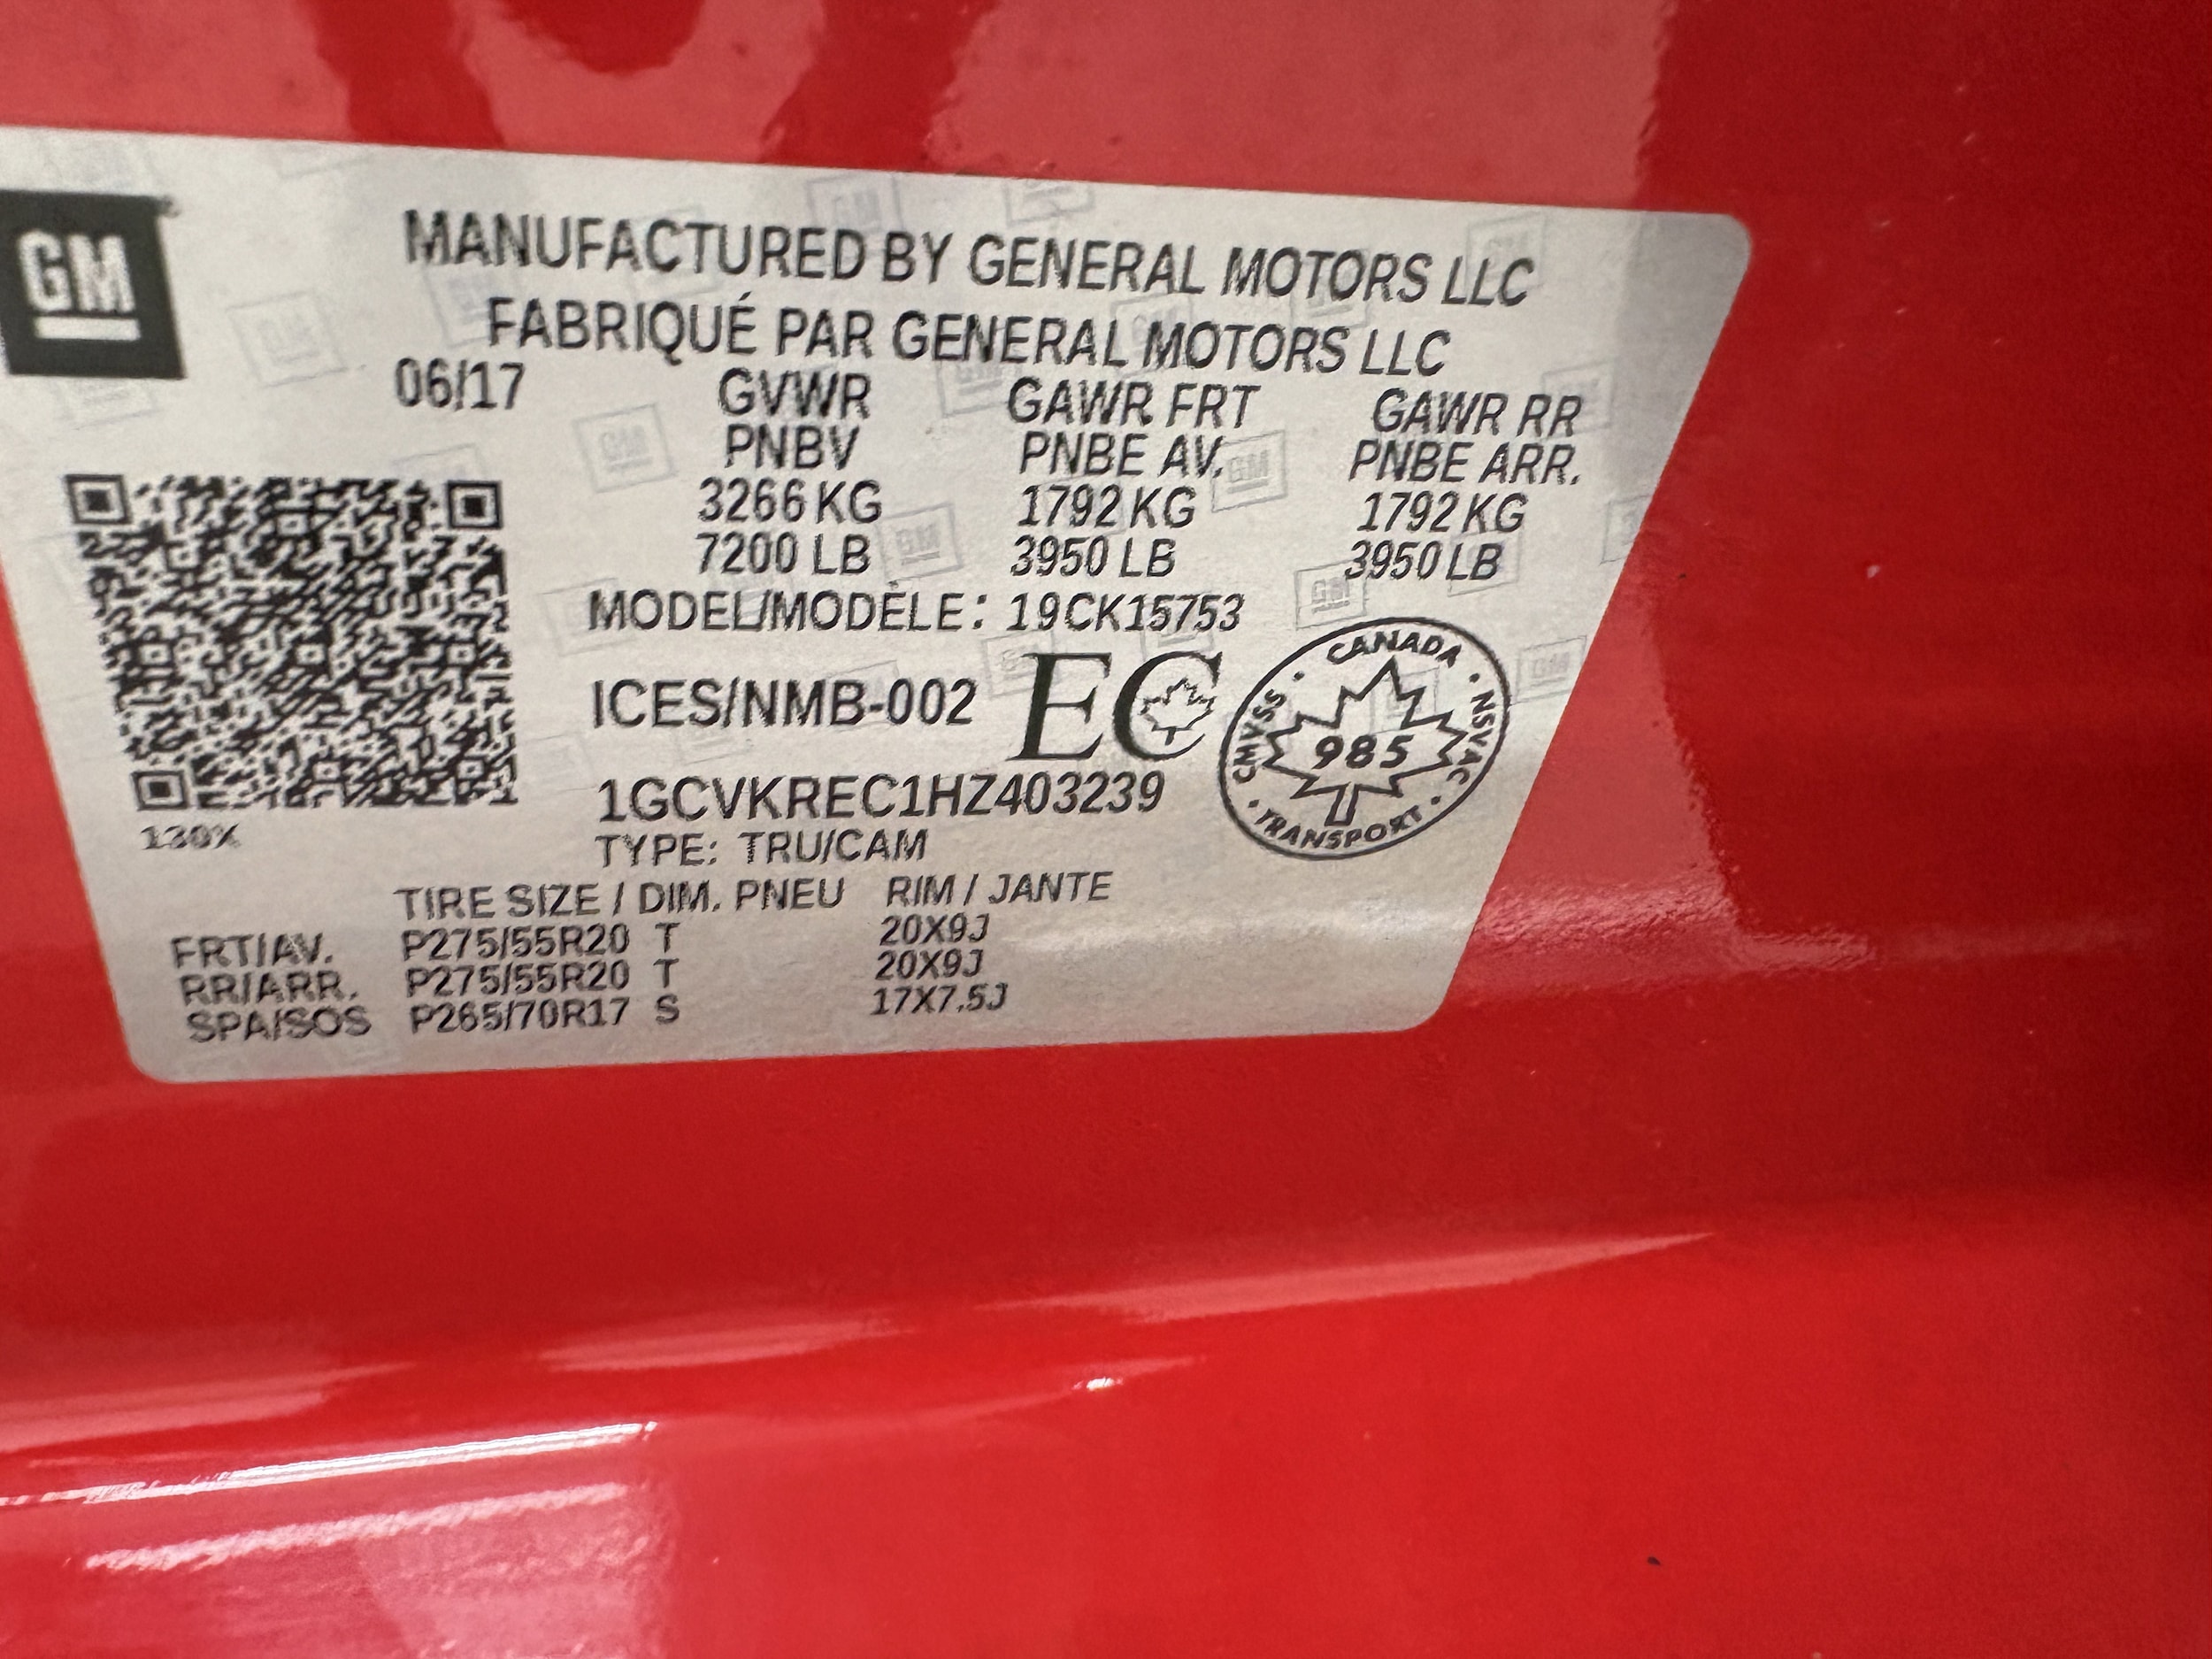 GM
MANUFACTURED BY GENERAL MOTORS LLC
FABRIQUÉ PAR GENERAL MOTORS LLC
06/17 GVWR GAWR FRT GAWR RR
PNBV PNBE AV. PNBE ARR.
3266 KG 1792 KG 1792 KG
7200 LB 3950 LB 3950 LB
MODEL/MODÈLE: 19CK15753
ICES/NMB-002 EC
CANADA · NSVAC · TRANSPORT · CMVSS ·
985
1GCVKREC1HZ403239
130X
TYPE: TRU/CAM
TIRE SIZE / DIM. PNEU RIM / JANTE
FRT/AV. P275/55R20 T 20X9J
RR/ARR. P275/55R20 T 20X9J
SPA/SOS P265/70R17 S 17X7.5J